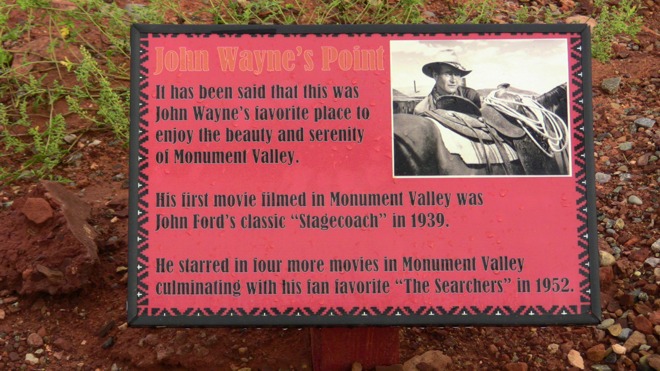 John Wayne's Point
It has been said that this was
John Wayne's favorite place to
enjoy the beauty and serenity
of Monument Valley.
His first movie filmed in Monument Valley was
John Ford's classic "Stagecoach" in 1939.
He starred in four more movies in Monument Valley
culminating with his fan favorite "The Searchers" in 1952.